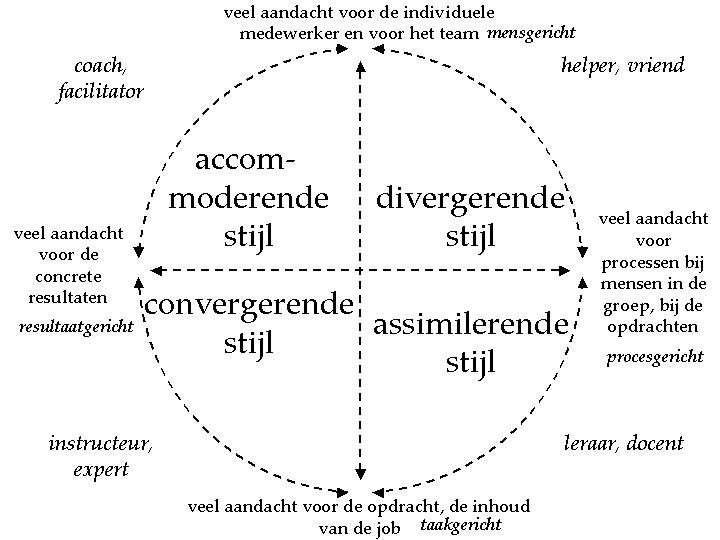 veel aandacht voor de individuele
medewerker en voor het team mensgericht
coach,
facilitator
helper, vriend
accom-
moderende
stijl
divergerende
stijl
veel aandacht
voor de
concrete
resultaten
resultaatgericht
veel aandacht
voor
processen bij
mensen in de
groep, bij de
opdrachten
procesgericht
convergerende
stijl
assimilerende
stijl
instructeur,
expert
leraar, docent
veel aandacht voor de opdracht, de inhoud
van de job taakgericht